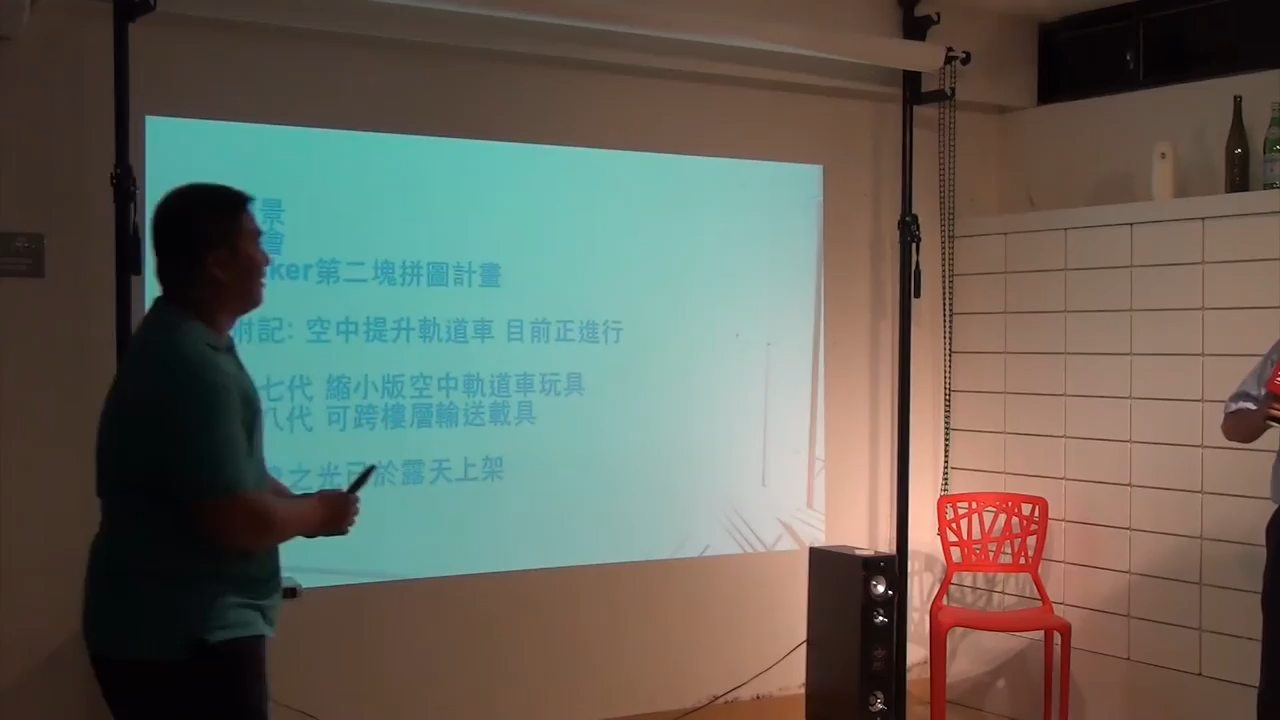 景
會
ker第二塊拼圖計畫
附記: 空中提升軌道車 目前正進行
七代 縮小版空中軌道車玩具
八代 可跨樓層輸送載具
之光已於露天上架